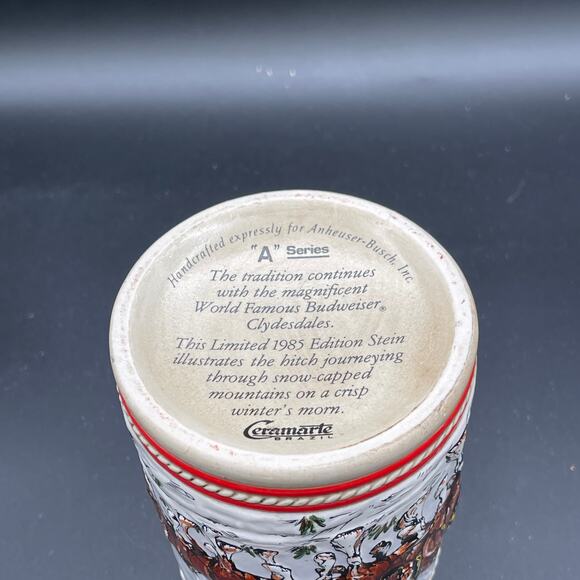 Handcrafted expressly for Anheuser-Busch, Inc.
"A" Series
The tradition continues
with the magnificent
World Famous Budweiser®
Clydesdales.
This Limited 1985 Edition Stein
illustrates the hitch journeying
through snow-capped
mountains on a crisp
winter's morn.
Ceramarte
BRAZIL